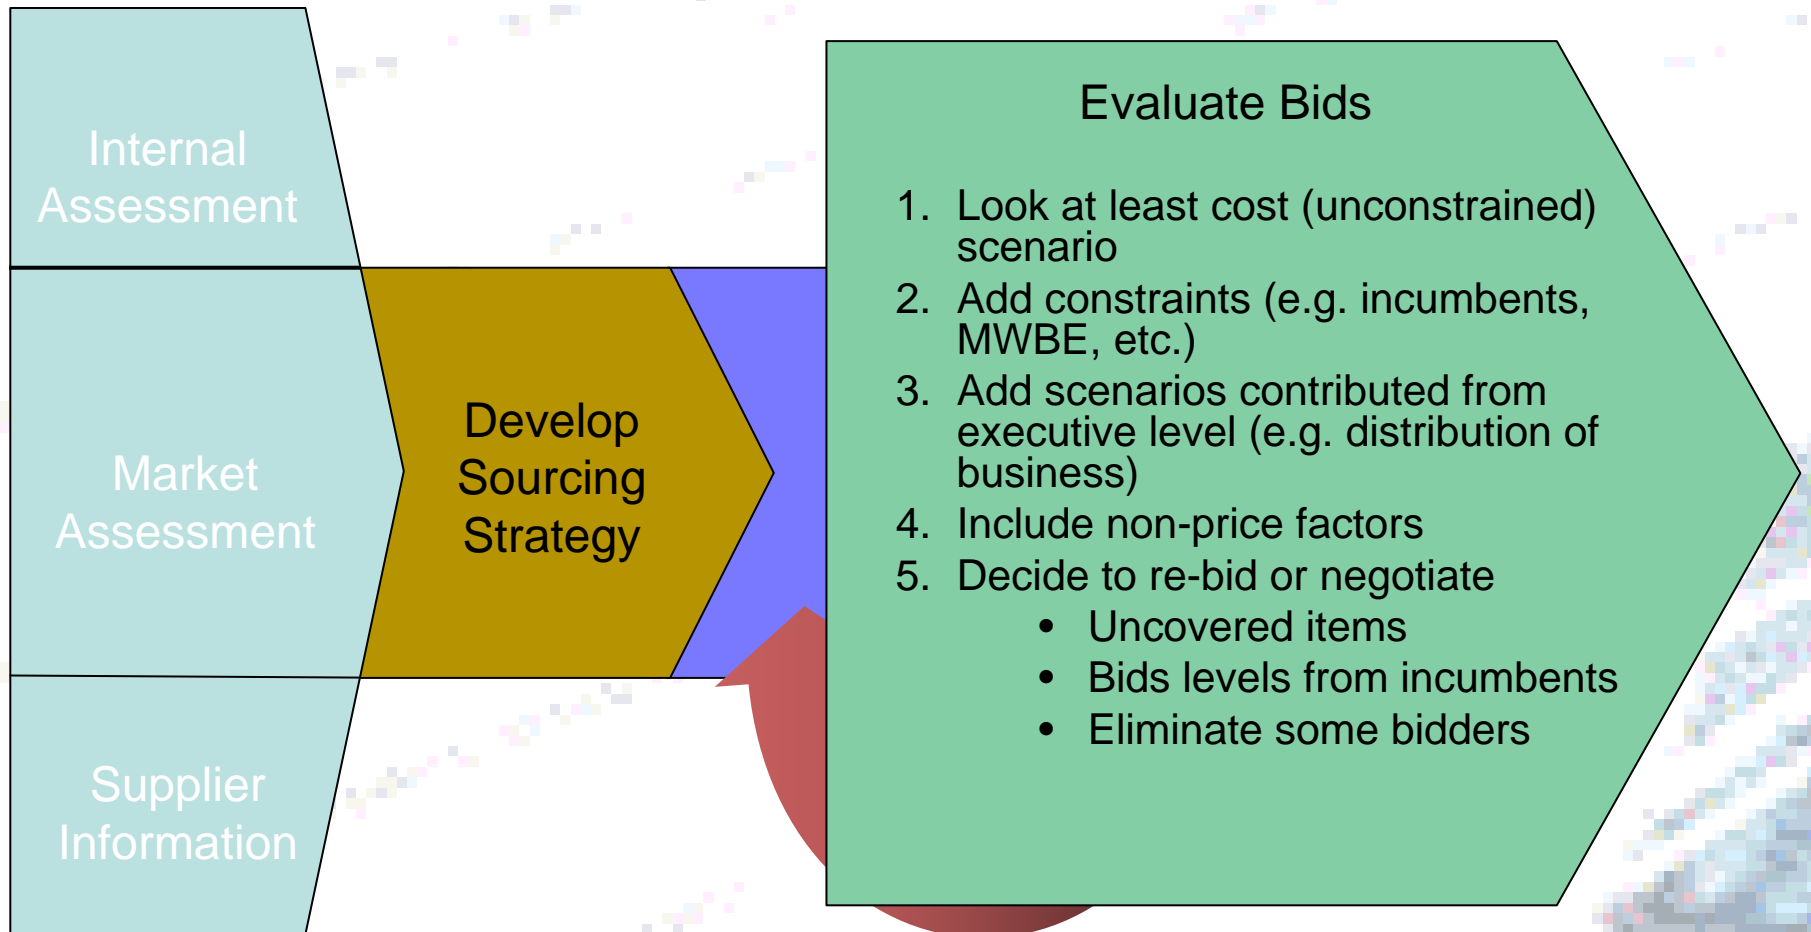 Internal
Assessment
Market
Assessment
Supplier
Information
Develop
Sourcing
Strategy
Evaluate Bids
1. Look at least cost (unconstrained)
scenario
2. Add constraints (e.g. incumbents,
MWBE, etc.)
3. Add scenarios contributed from
executive level (e.g. distribution of
business)
4. Include non-price factors
5. Decide to re-bid or negotiate
• Uncovered items
• Bids levels from incumbents
• Eliminate some bidders